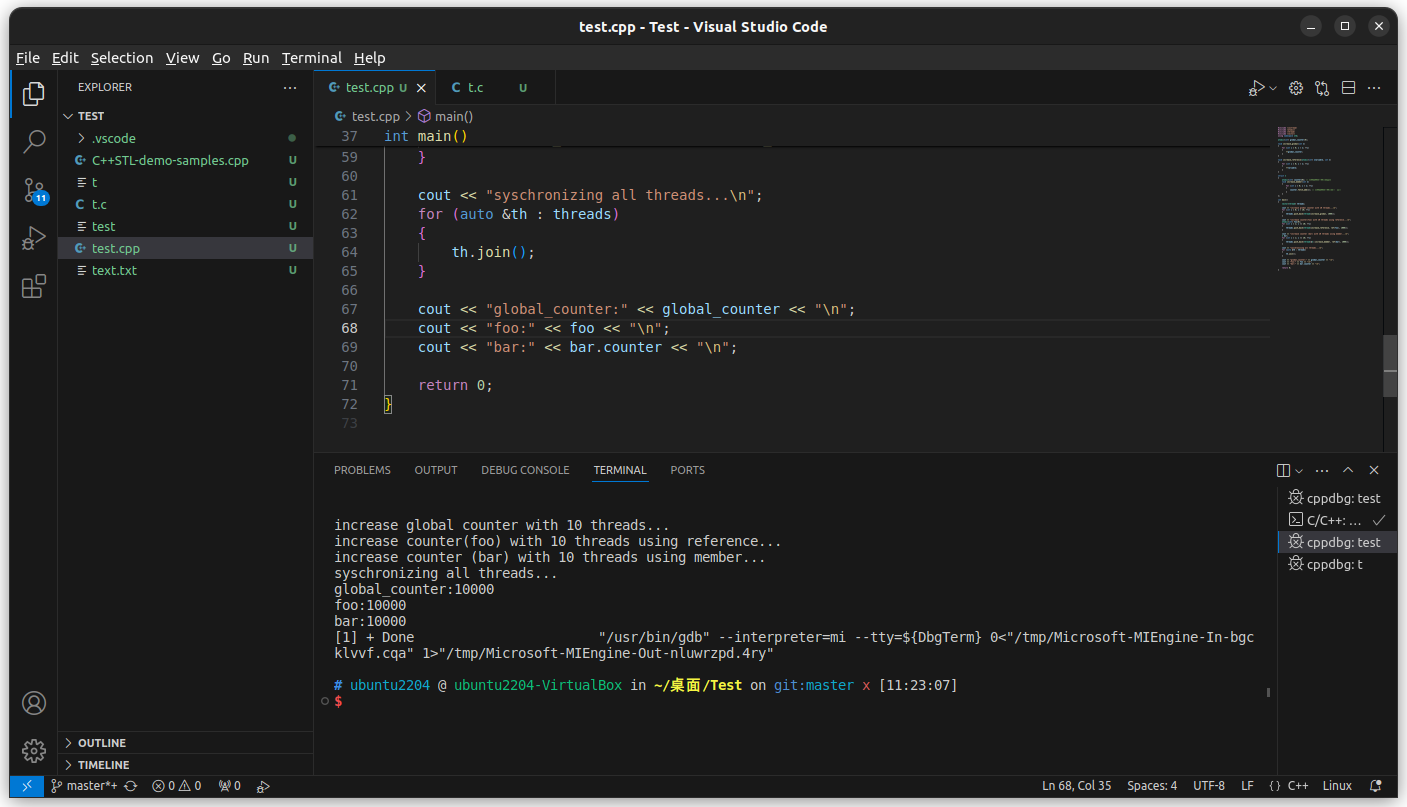 test.cpp - Test - Visual Studio Code
File Edit Selection View Go Run Terminal Help
EXPLORER
TEST
.vscode
C++STL-demo-samples.cpp U
t U
t.c U
test U
test.cpp U
text.txt U
OUTLINE
TIMELINE
11
test.cpp U
t.c U
test.cpp > main()
37 int main()
59 }
60
61 cout << "syschronizing all threads...\n";
62 for (auto &th : threads)
63 {
64 th.join();
65 }
66
67 cout << "global_counter:" << global_counter << "\n";
68 cout << "foo:" << foo << "\n";
69 cout << "bar:" << bar.counter << "\n";
70
71 return 0;
72 }
73
PROBLEMS OUTPUT DEBUG CONSOLE TERMINAL PORTS
increase global counter with 10 threads...
increase counter(foo) with 10 threads using reference...
increase counter (bar) with 10 threads using member...
syschronizing all threads...
global_counter:10000
foo:10000
bar:10000
[1] + Done "/usr/bin/gdb" --interpreter=mi --tty=${DbgTerm} 0<"/tmp/Microsoft-MIEngine-In-bgc
klvvf.cqa" 1>"/tmp/Microsoft-MIEngine-Out-nluwrzpd.4ry"
# ubuntu2204 @ ubuntu2204-VirtualBox in ~/桌面/Test on git:master x [11:23:07]
$
cppdbg: test
C/C++: ...
cppdbg: test
cppdbg: t
master*+ 0 0 0 Ln 68, Col 35 Spaces: 4 UTF-8 LF {} C++ Linux